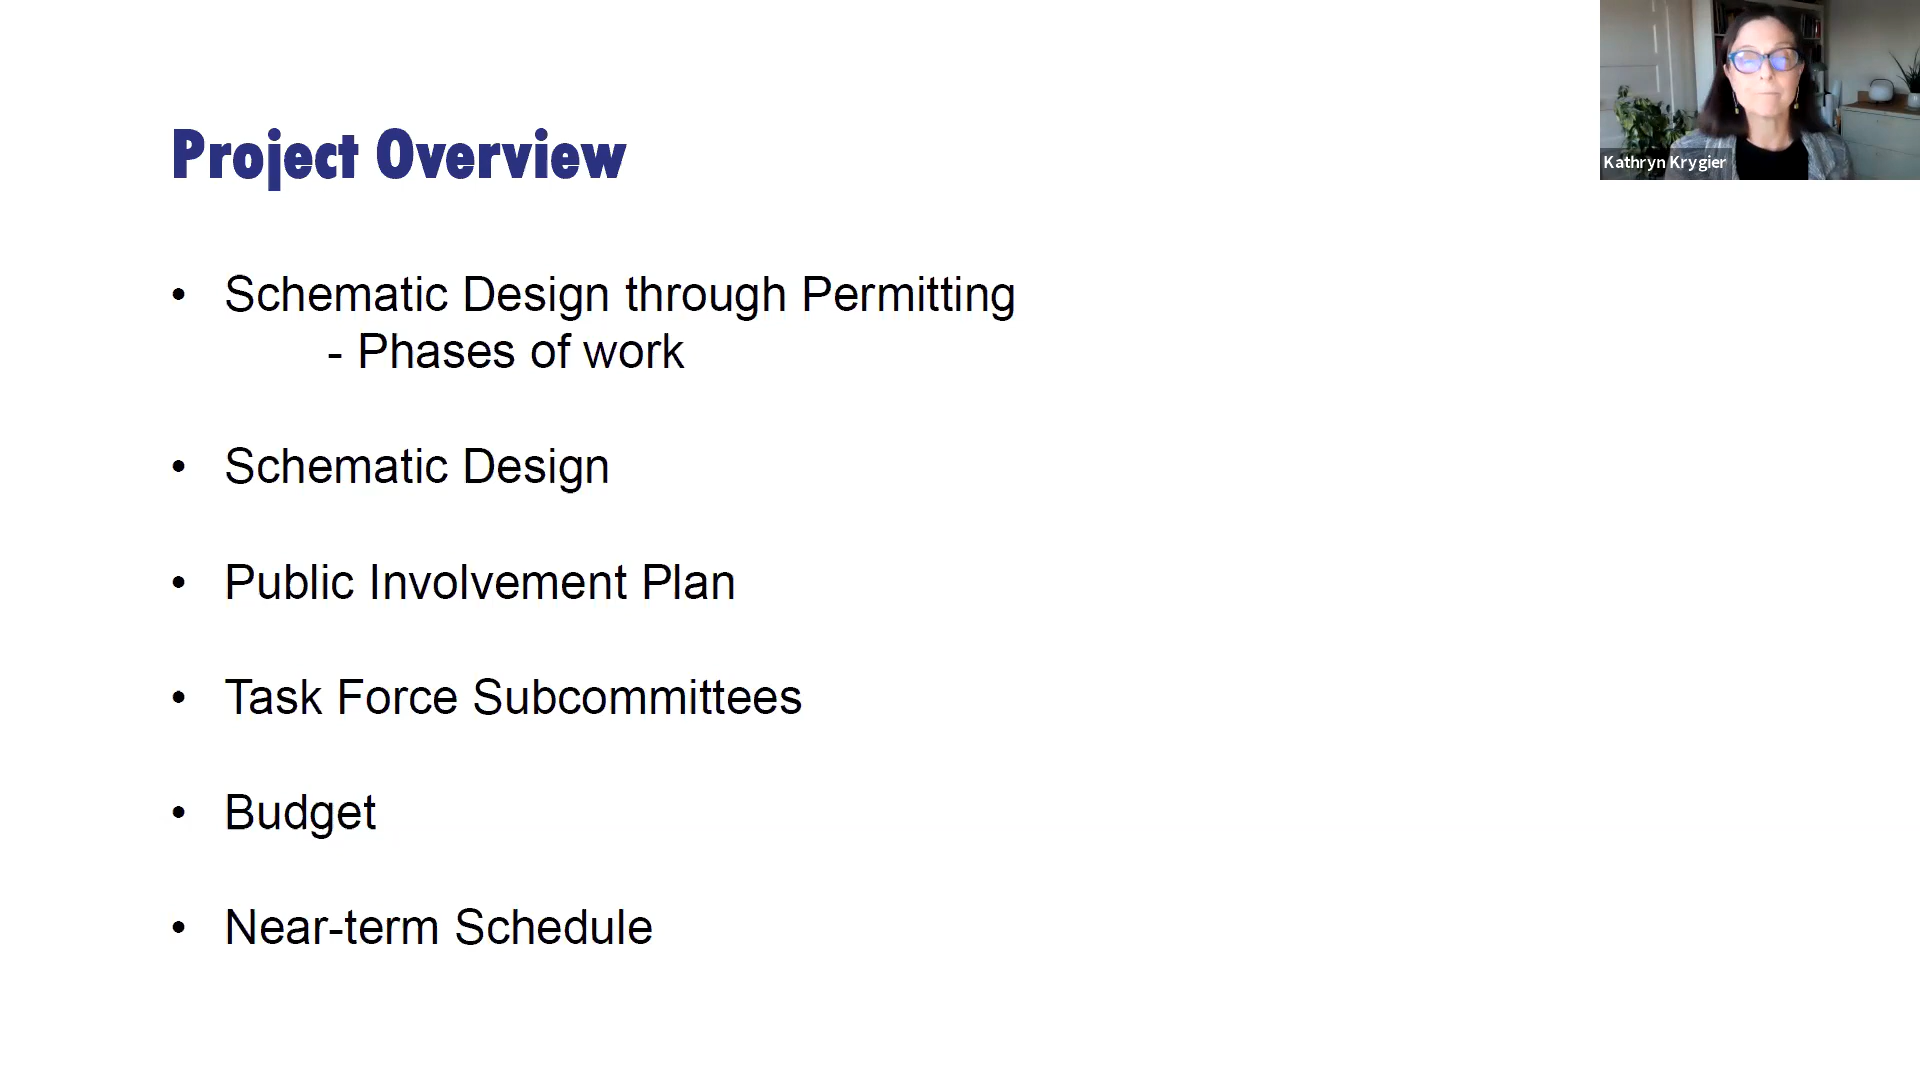 Project Overview
Kathryn Krygier
• Schematic Design through Permitting
- Phases of work
• Schematic Design
• Public Involvement Plan
• Task Force Subcommittees
• Budget
• Near-term Schedule